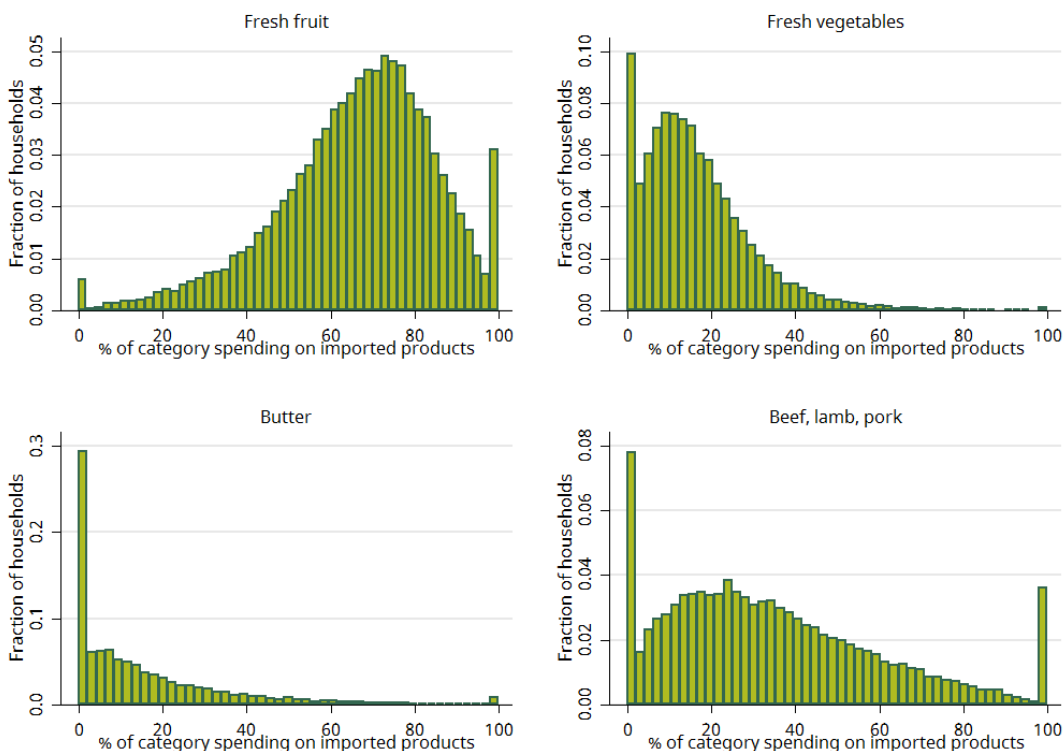 Fresh fruit
Fraction of households
0.05
0.04
0.03
0.02
0.01
0.00
0 20 40 60 80 100
% of category spending on imported products
Fresh vegetables
Fraction of households
0.10
0.08
0.06
0.04
0.02
0.00
0 20 40 60 80 100
% of category spending on imported products
Butter
Fraction of households
0.3
0.2
0.1
0.0
0 20 40 60 80 100
% of category spending on imported products
Beef, lamb, pork
Fraction of households
0.08
0.06
0.04
0.02
0.00
0 20 40 60 80 100
% of category spending on imported products